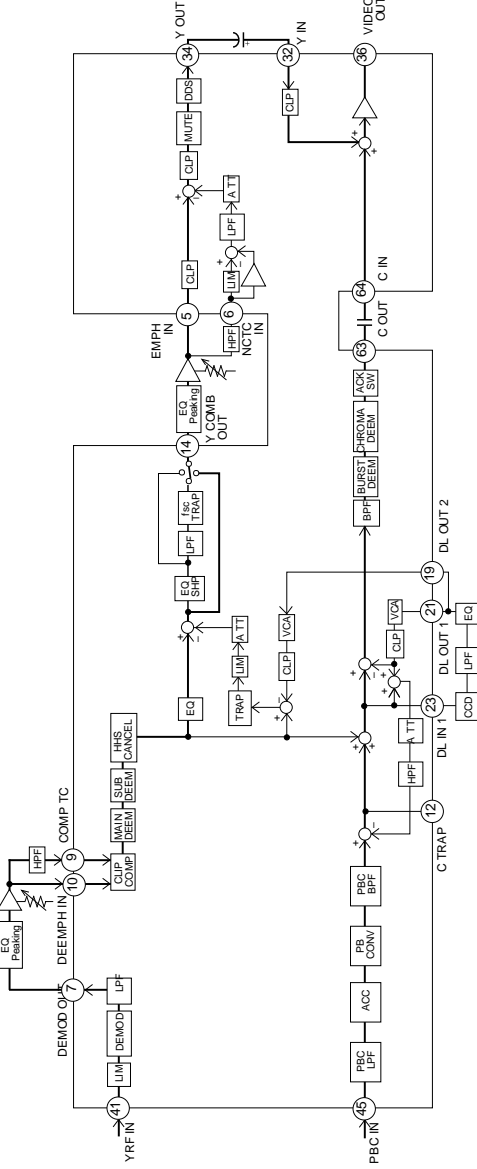 Y OUT
Y IN
VIDEO
OUT
34
32
36
DDS
MUTE
CLP
CLP
A TT
LPF
LIM
CLP
C IN
64
EMPH
IN
5
6
NCTC
IN
HPF
C OUT
63
EQ
Peaking
Y COMB
OUT
14
ACK
SW
CHROMA
DEEM
BURST
DEEM
BPF
fsc
TRAP
LPF
EQ
SHP
DL OUT 2
19
VCA
CLP
A TT
LIM
TRAP
EQ
21
DL OUT 1
VCA
CLP
EQ
LPF
CCD
23
DL IN 1
A TT
HPF
12
C TRAP
HHS
CANCEL
SUB
DEEM
MAIN
DEEM
CLIP
COMP
COMP TC
HPF
9
10
DEEMPH IN
EQ
Peaking
DEMOD OUT
7
LPF
DEMOD
LIM
41
YRF IN
PBC
BPF
PB
CONV
ACC
PBC
LPF
45
PBC IN